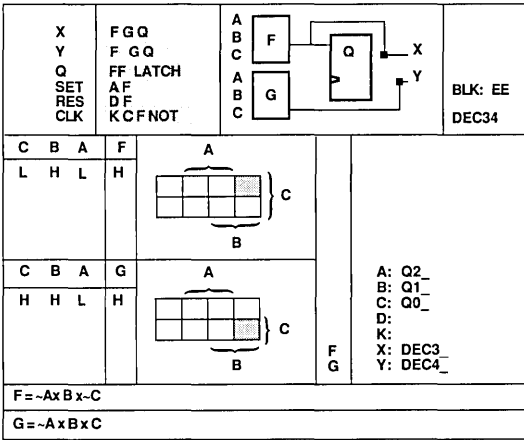 X F G Q
Y F G Q
Q FF LATCH
SET A F
RES D F
CLK K C F NOT
A
B
C
F
A
B
C
G
Q
X
Y
BLK: EE
DEC34
C B A F
L H L H
A
C
B
C B A G
H H L H
A
C
B
F
G
A: Q2_
B: Q1_
C: Q0_
D:
K:
X: DEC3_
Y: DEC4_
F=~AxBx~C
G=~AxBxC